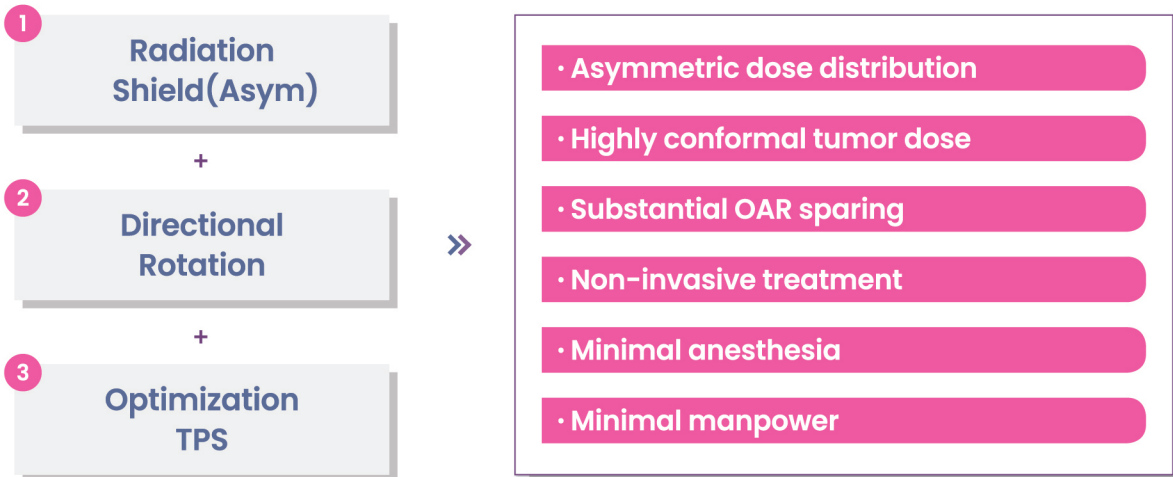 1
Radiation
Shield(Asym)
+
2
Directional
Rotation
+
3
Optimization
TPS
»
· Asymmetric dose distribution
· Highly conformal tumor dose
· Substantial OAR sparing
· Non-invasive treatment
· Minimal anesthesia
· Minimal manpower